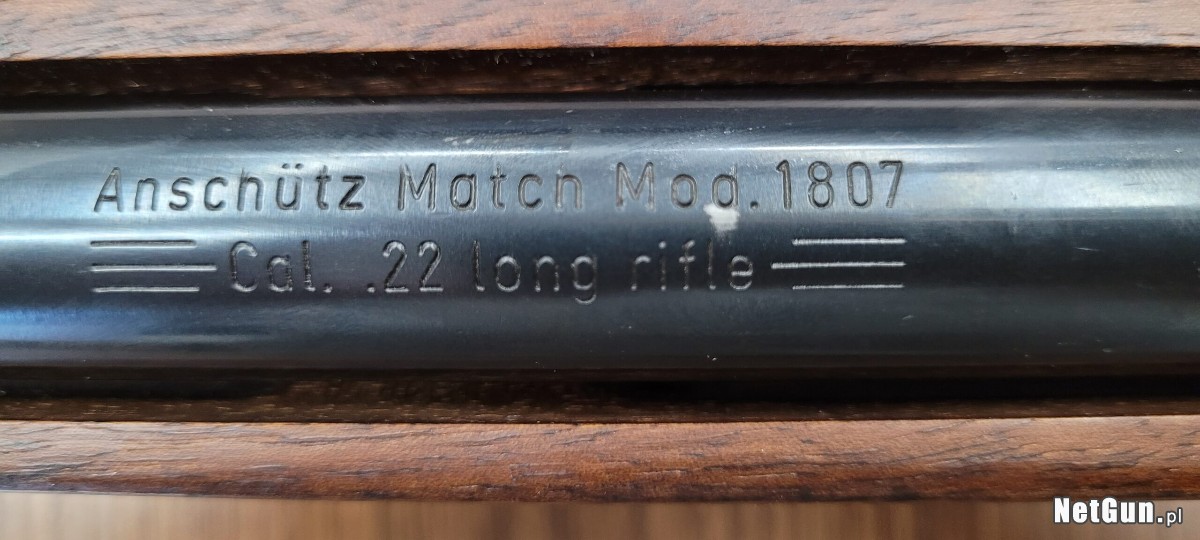 Anschütz Match Mod. 1807
Cal. .22 long rifle
NetGun.pl